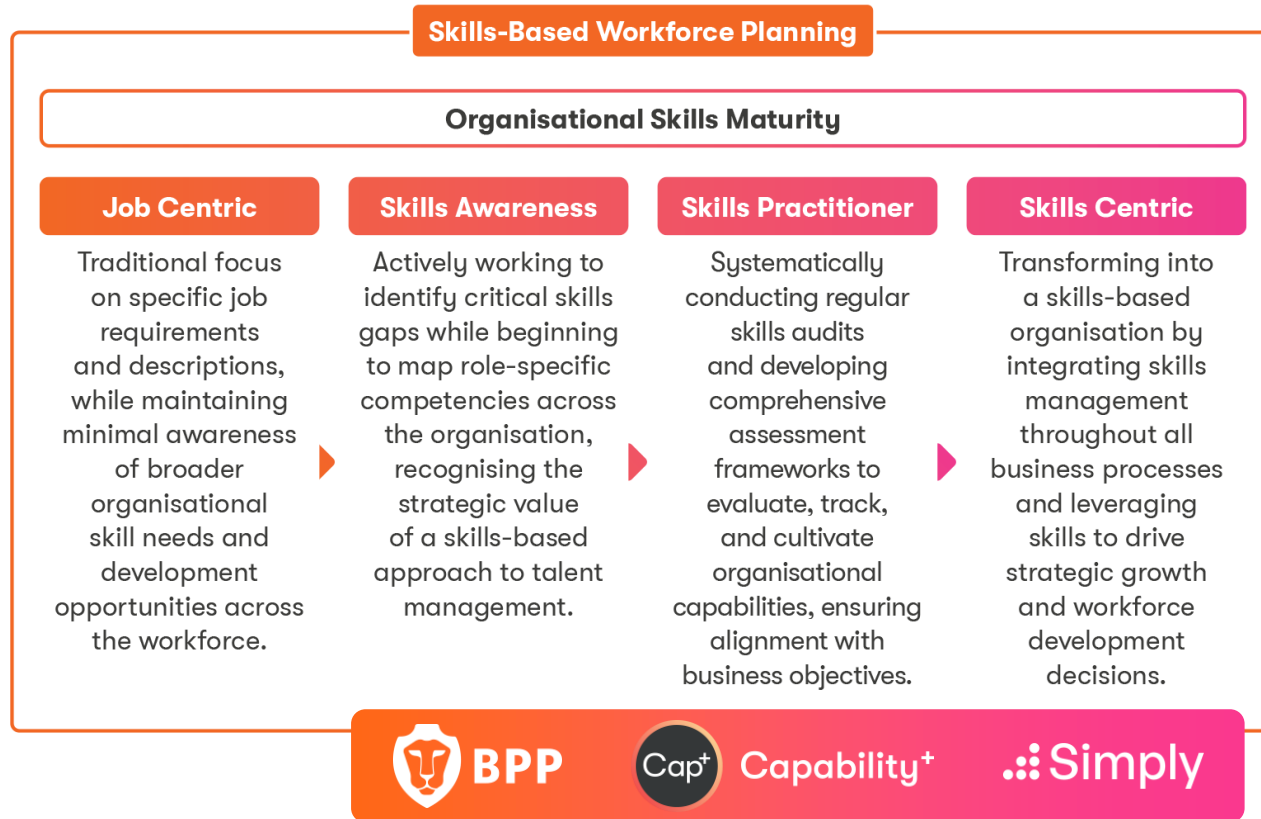 Skills-Based Workforce Planning
Organisational Skills Maturity
Job Centric
Traditional focus
on specific job
requirements
and descriptions,
while maintaining
minimal awareness
of broader
organisational
skill needs and
development
opportunities across
the workforce.
Skills Awareness
Actively working to
identify critical skills
gaps while beginning
to map role-specific
competencies across
the organisation,
recognising the
strategic value
of a skills-based
approach to talent
management.
Skills Practitioner
Systematically
conducting regular
skills audits
and developing
comprehensive
assessment
frameworks to
evaluate, track,
and cultivate
organisational
capabilities, ensuring
alignment with
business objectives.
Skills Centric
Transforming into
a skills-based
organisation by
integrating skills
management
throughout all
business processes
and leveraging
skills to drive
strategic growth
and workforce
development
decisions.
BPP
Cap+
Capability+
Simply